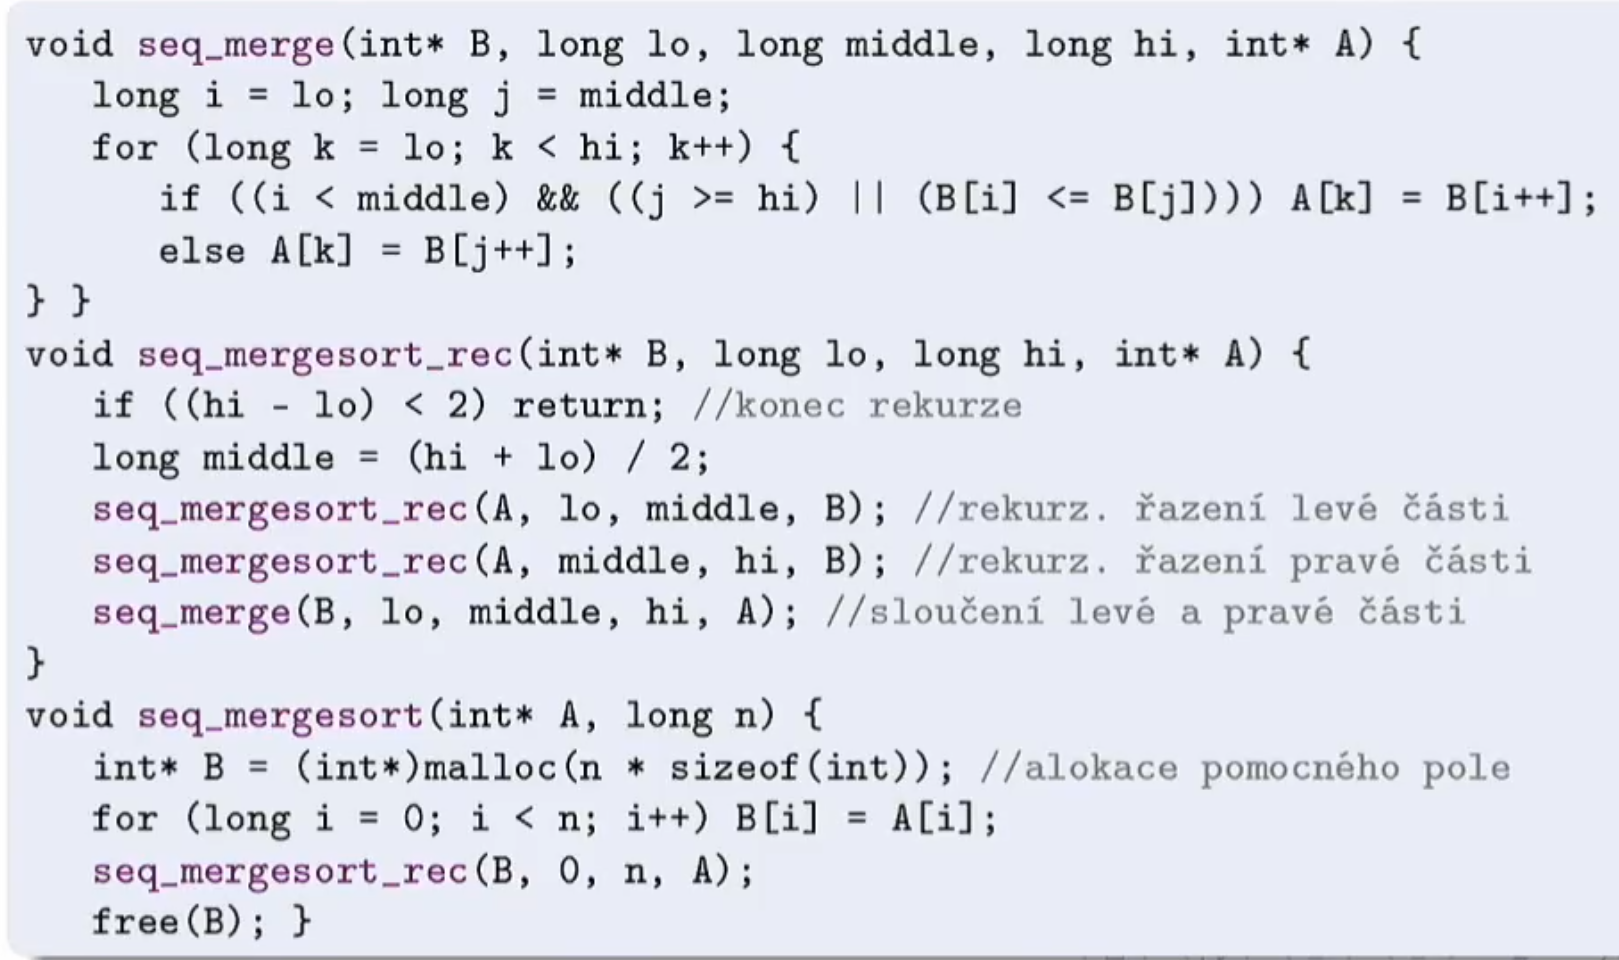 void seq_merge(int* B, long lo, long middle, long hi, int* A) {
long i = lo; long j = middle;
for (long k = lo; k < hi; k++) {
if ((i < middle) && ((j >= hi) || (B[i] <= B[j]))) A[k] = B[i++];
else A[k] = B[j++];
} }
void seq_mergesort_rec(int* B, long lo, long hi, int* A) {
if ((hi - lo) < 2) return; //konec rekurze
long middle = (hi + lo) / 2;
seq_mergesort_rec(A, lo, middle, B); //rekurz. řazení levé části
seq_mergesort_rec(A, middle, hi, B); //rekurz. řazení pravé části
seq_merge(B, lo, middle, hi, A); //sloučení levé a pravé části
}
void seq_mergesort(int* A, long n) {
int* B = (int*)malloc(n * sizeof(int)); //alokace pomocného pole
for (long i = 0; i < n; i++) B[i] = A[i];
seq_mergesort_rec(B, 0, n, A);
free(B); }